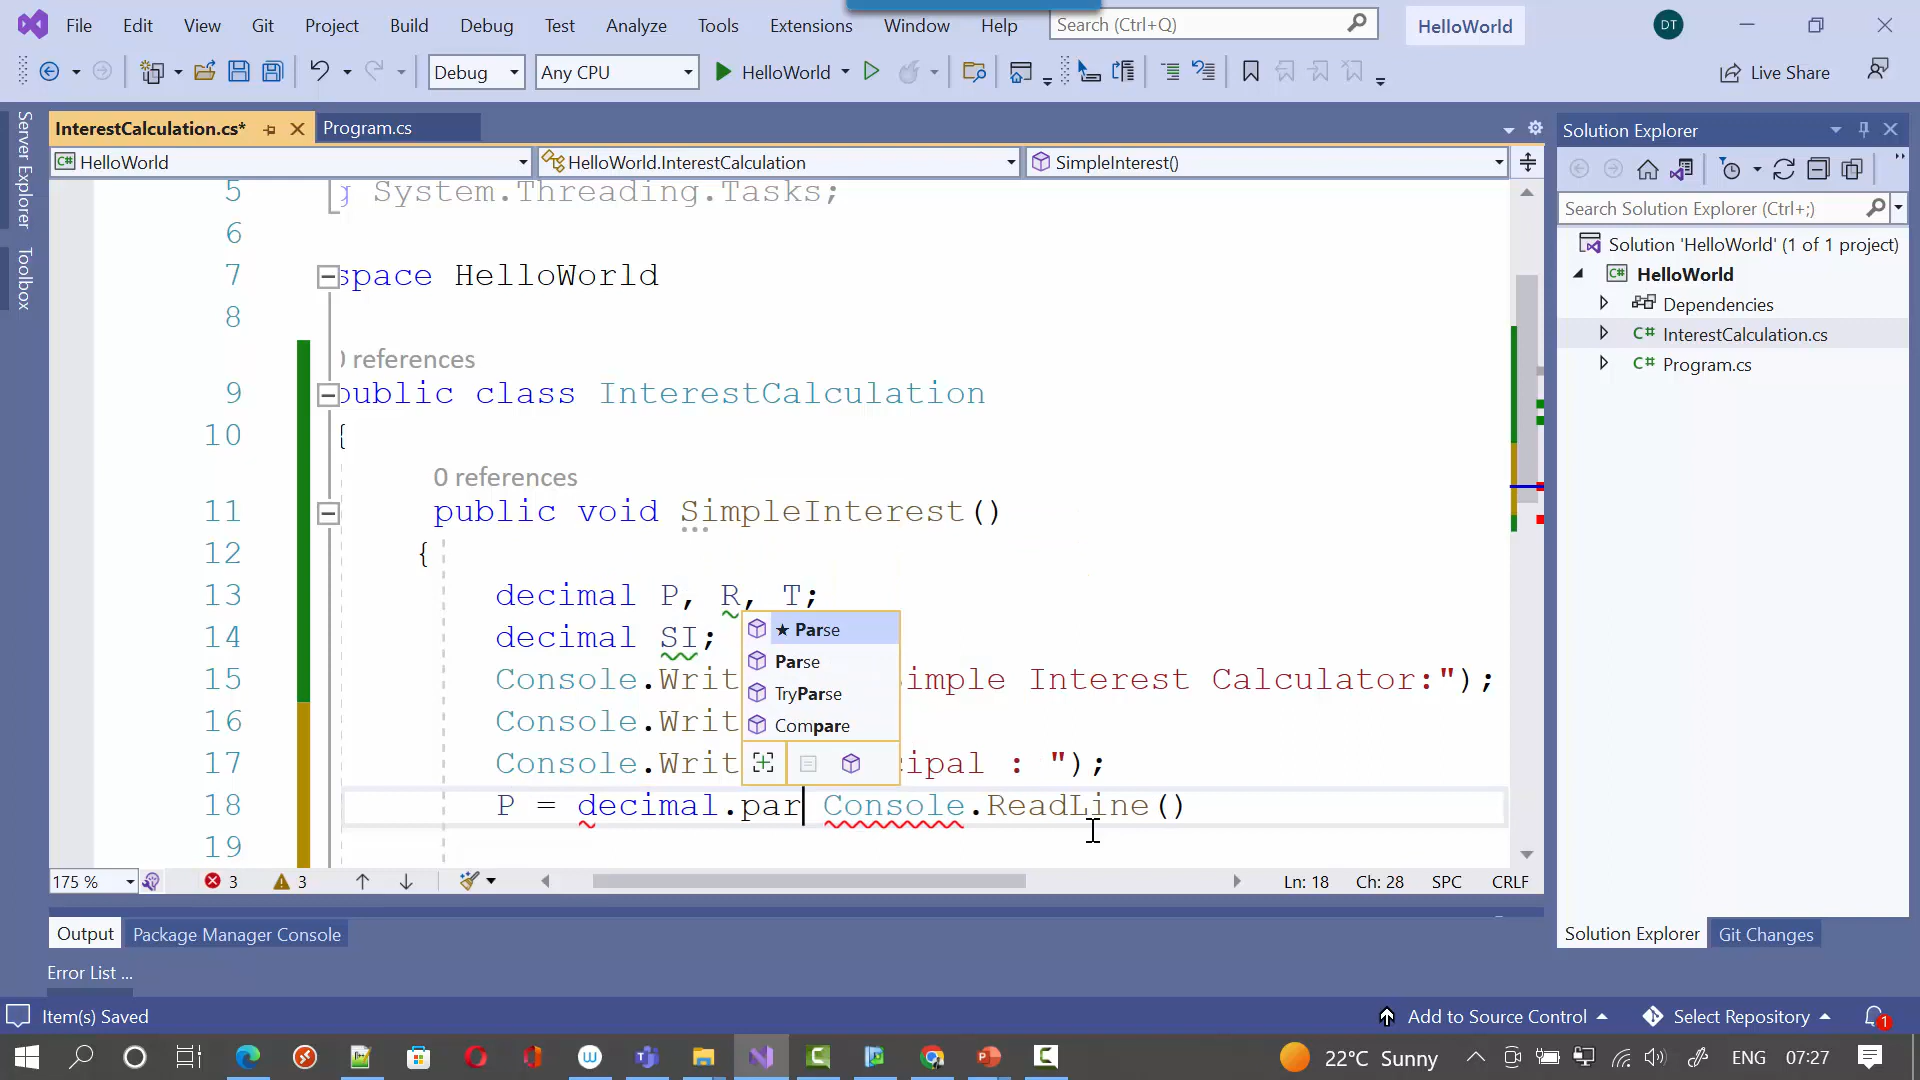 File Edit View Git Project Build Debug Test Analyze Tools Extensions Window Help Search (Ctrl+Q) HelloWorld DT
Debug Any CPU HelloWorld Live Share
Server Explorer
Toolbox
InterestCalculation.cs* Program.cs
HelloWorld HelloWorld.InterestCalculation SimpleInterest()
5 g System.Threading.Tasks;
6
7 space HelloWorld
8
0 references
9 public class InterestCalculation
10 {
0 references
11 public void SimpleInterest()
12 {
13 decimal P, R, T;
14 decimal SI;
15 Console.Writ imple Interest Calculator:");
16 Console.Writ
17 Console.Writ cipal : ");
18 P = decimal.par Console.ReadLine()
19
★ Parse
Parse
TryParse
Compare
175 % 3 3 Ln: 18 Ch: 28 SPC CRLF
Output Package Manager Console
Error List ...
Solution Explorer
Search Solution Explorer (Ctrl+;)
Solution 'HelloWorld' (1 of 1 project)
C# HelloWorld
Dependencies
C# InterestCalculation.cs
C# Program.cs
Solution Explorer Git Changes
Item(s) Saved Add to Source Control Select Repository 1
22°C Sunny ENG 07:27